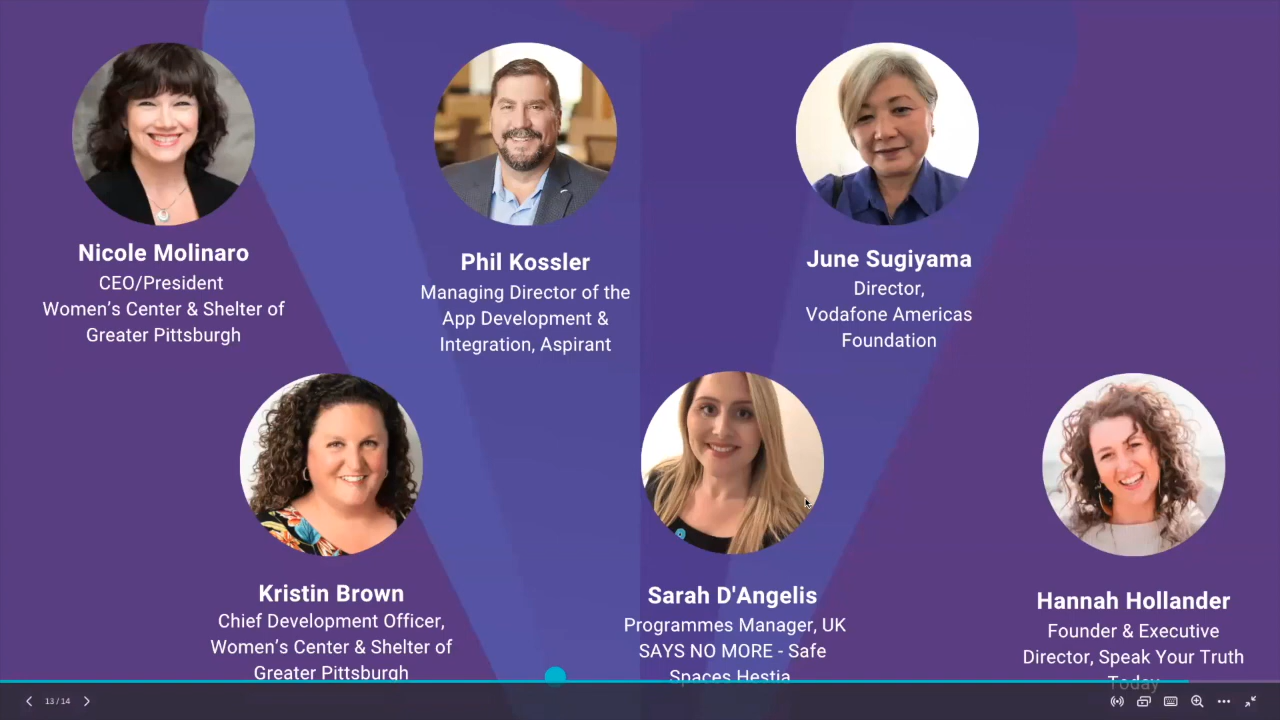 Nicole Molinaro
CEO/President
Women’s Center & Shelter of
Greater Pittsburgh
Phil Kossler
Managing Director of the
App Development &
Integration, Aspirant
June Sugiyama
Director,
Vodafone Americas
Foundation
Kristin Brown
Chief Development Officer,
Women’s Center & Shelter of
Greater Pittsburgh
Sarah D'Angelis
Programmes Manager, UK
SAYS NO MORE - Safe
Spaces Hestia
Hannah Hollander
Founder & Executive
Director, Speak Your Truth
Today
13 / 14